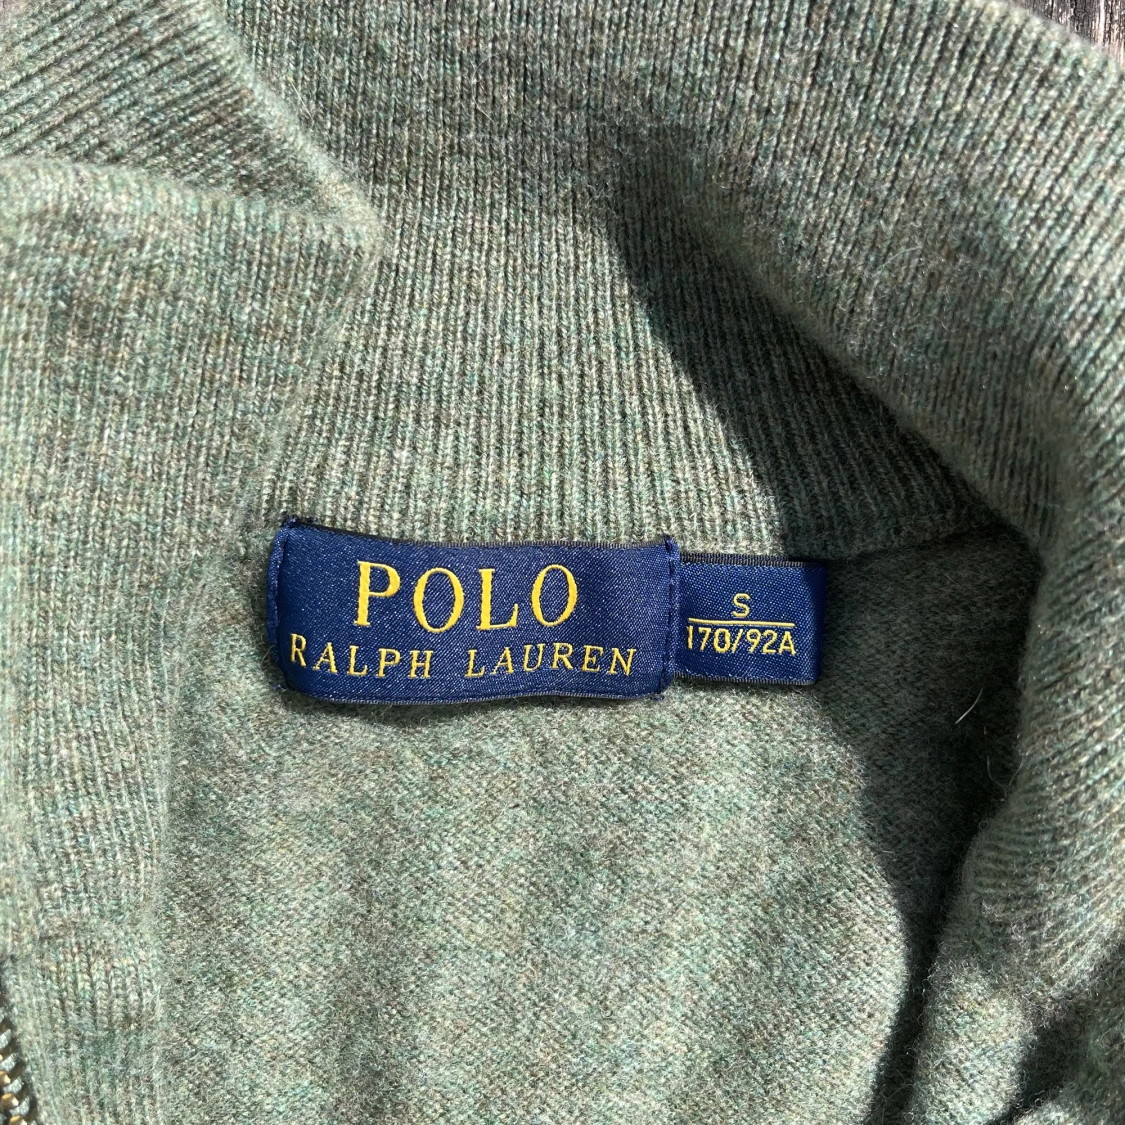 POLO
RALPH LAUREN
S
170/92A